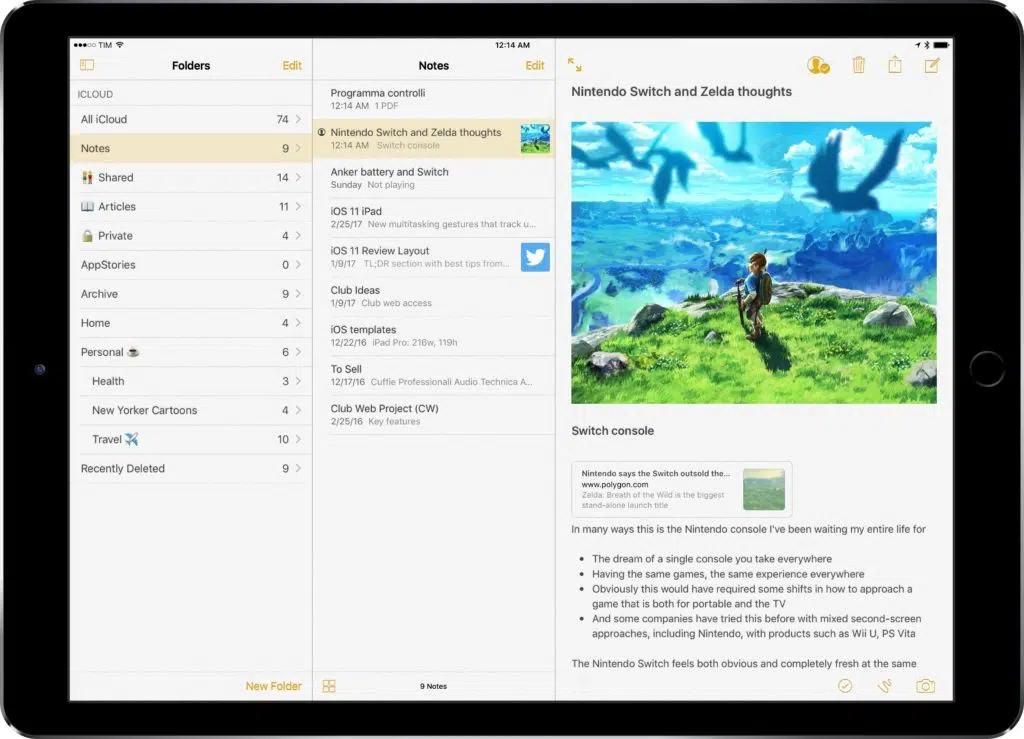 TIM
12:14 AM
Folders
Edit
ICLOUD
All iCloud 74
Notes 9
Shared 14
Articles 11
Private 4
AppStories 0
Archive 9
Home 4
Personal 6
Health 3
New Yorker Cartoons 4
Travel 10
Recently Deleted 9
New Folder
Notes
Edit
Programma controlli
12:14 AM 1 PDF
Nintendo Switch and Zelda thoughts
12:14 AM Switch console
Anker battery and Switch
Sunday Not playing
iOS 11 iPad
2/25/17 New multitasking gestures that track u...
iOS 11 Review Layout
1/9/17 TL;DR section with best tips from...
Club Ideas
1/9/17 Club web access
iOS templates
12/22/16 iPad Pro: 216w, 119h
To Sell
12/17/16 Cuffie Professionali Audio Technica A...
Club Web Project (CW)
2/25/16 Key features
9 Notes
Nintendo Switch and Zelda thoughts
Switch console
Nintendo says the Switch outsold the...
www.polygon.com
Zelda: Breath of the Wild is the biggest
stand-alone launch title
In many ways this is the Nintendo console I've been waiting my entire life for
• The dream of a single console you take everywhere
• Having the same games, the same experience everywhere
• Obviously this would have required some shifts in how to approach a
game that is both for portable and the TV
• And some companies have tried this before with mixed second-screen
approaches, including Nintendo, with products such as Wii U, PS Vita
The Nintendo Switch feels both obvious and completely fresh at the same